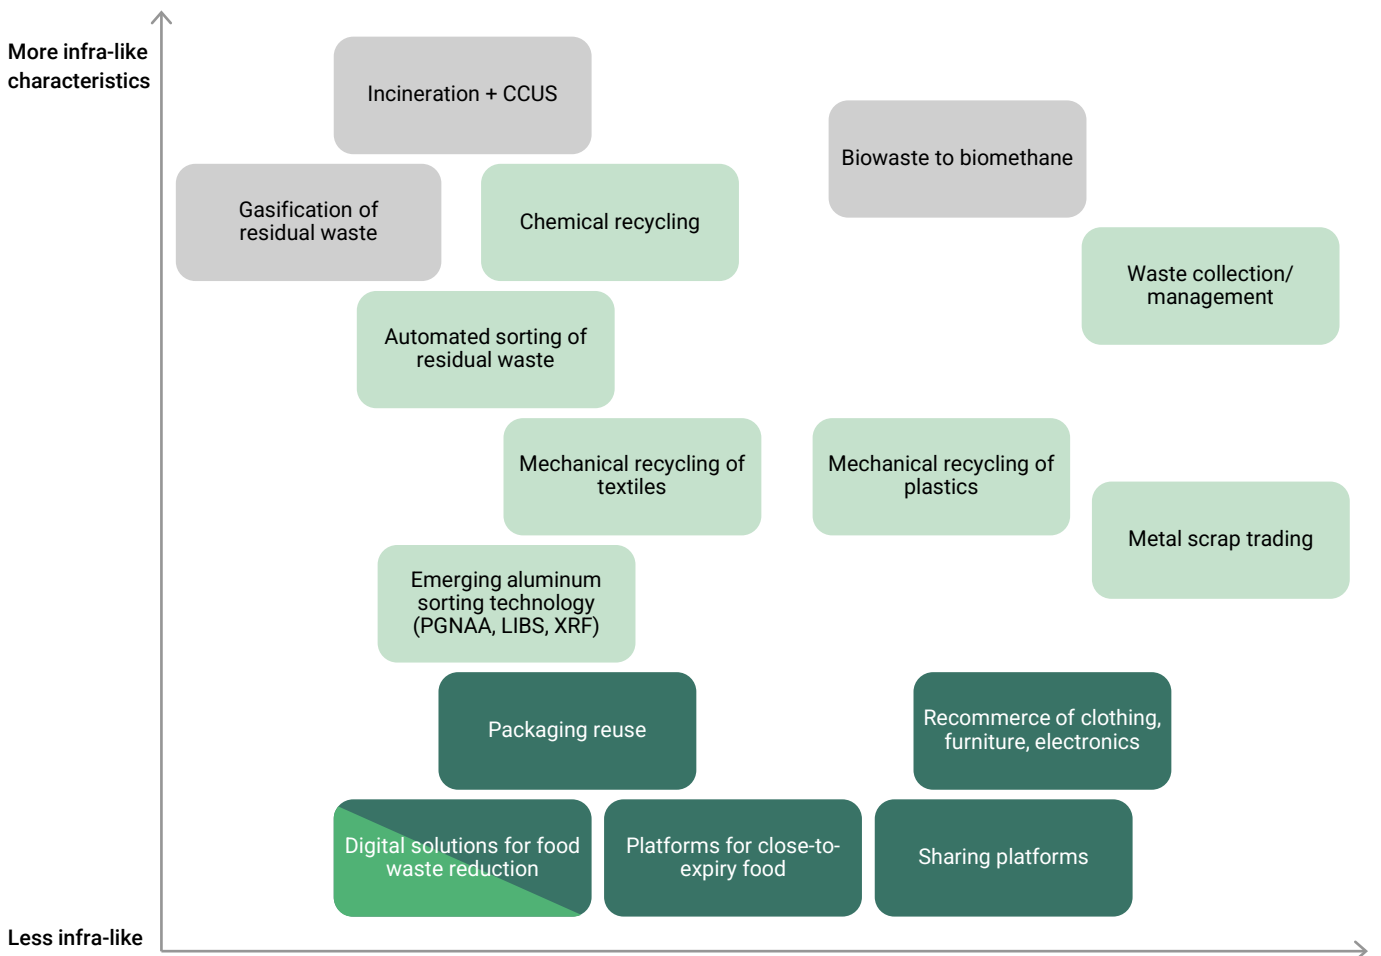 More infra-like
characteristics
Incineration + CCUS
Biowaste to biomethane
Gasification of
residual waste
Chemical recycling
Waste collection/
management
Automated sorting of
residual waste
Mechanical recycling of
textiles
Mechanical recycling of
plastics
Metal scrap trading
Emerging aluminum
sorting technology
(PGNAA, LIBS, XRF)
Packaging reuse
Recommerce of clothing,
furniture, electronics
Digital solutions for food
waste reduction
Platforms for close-to-
expiry food
Sharing platforms
Less infra-like